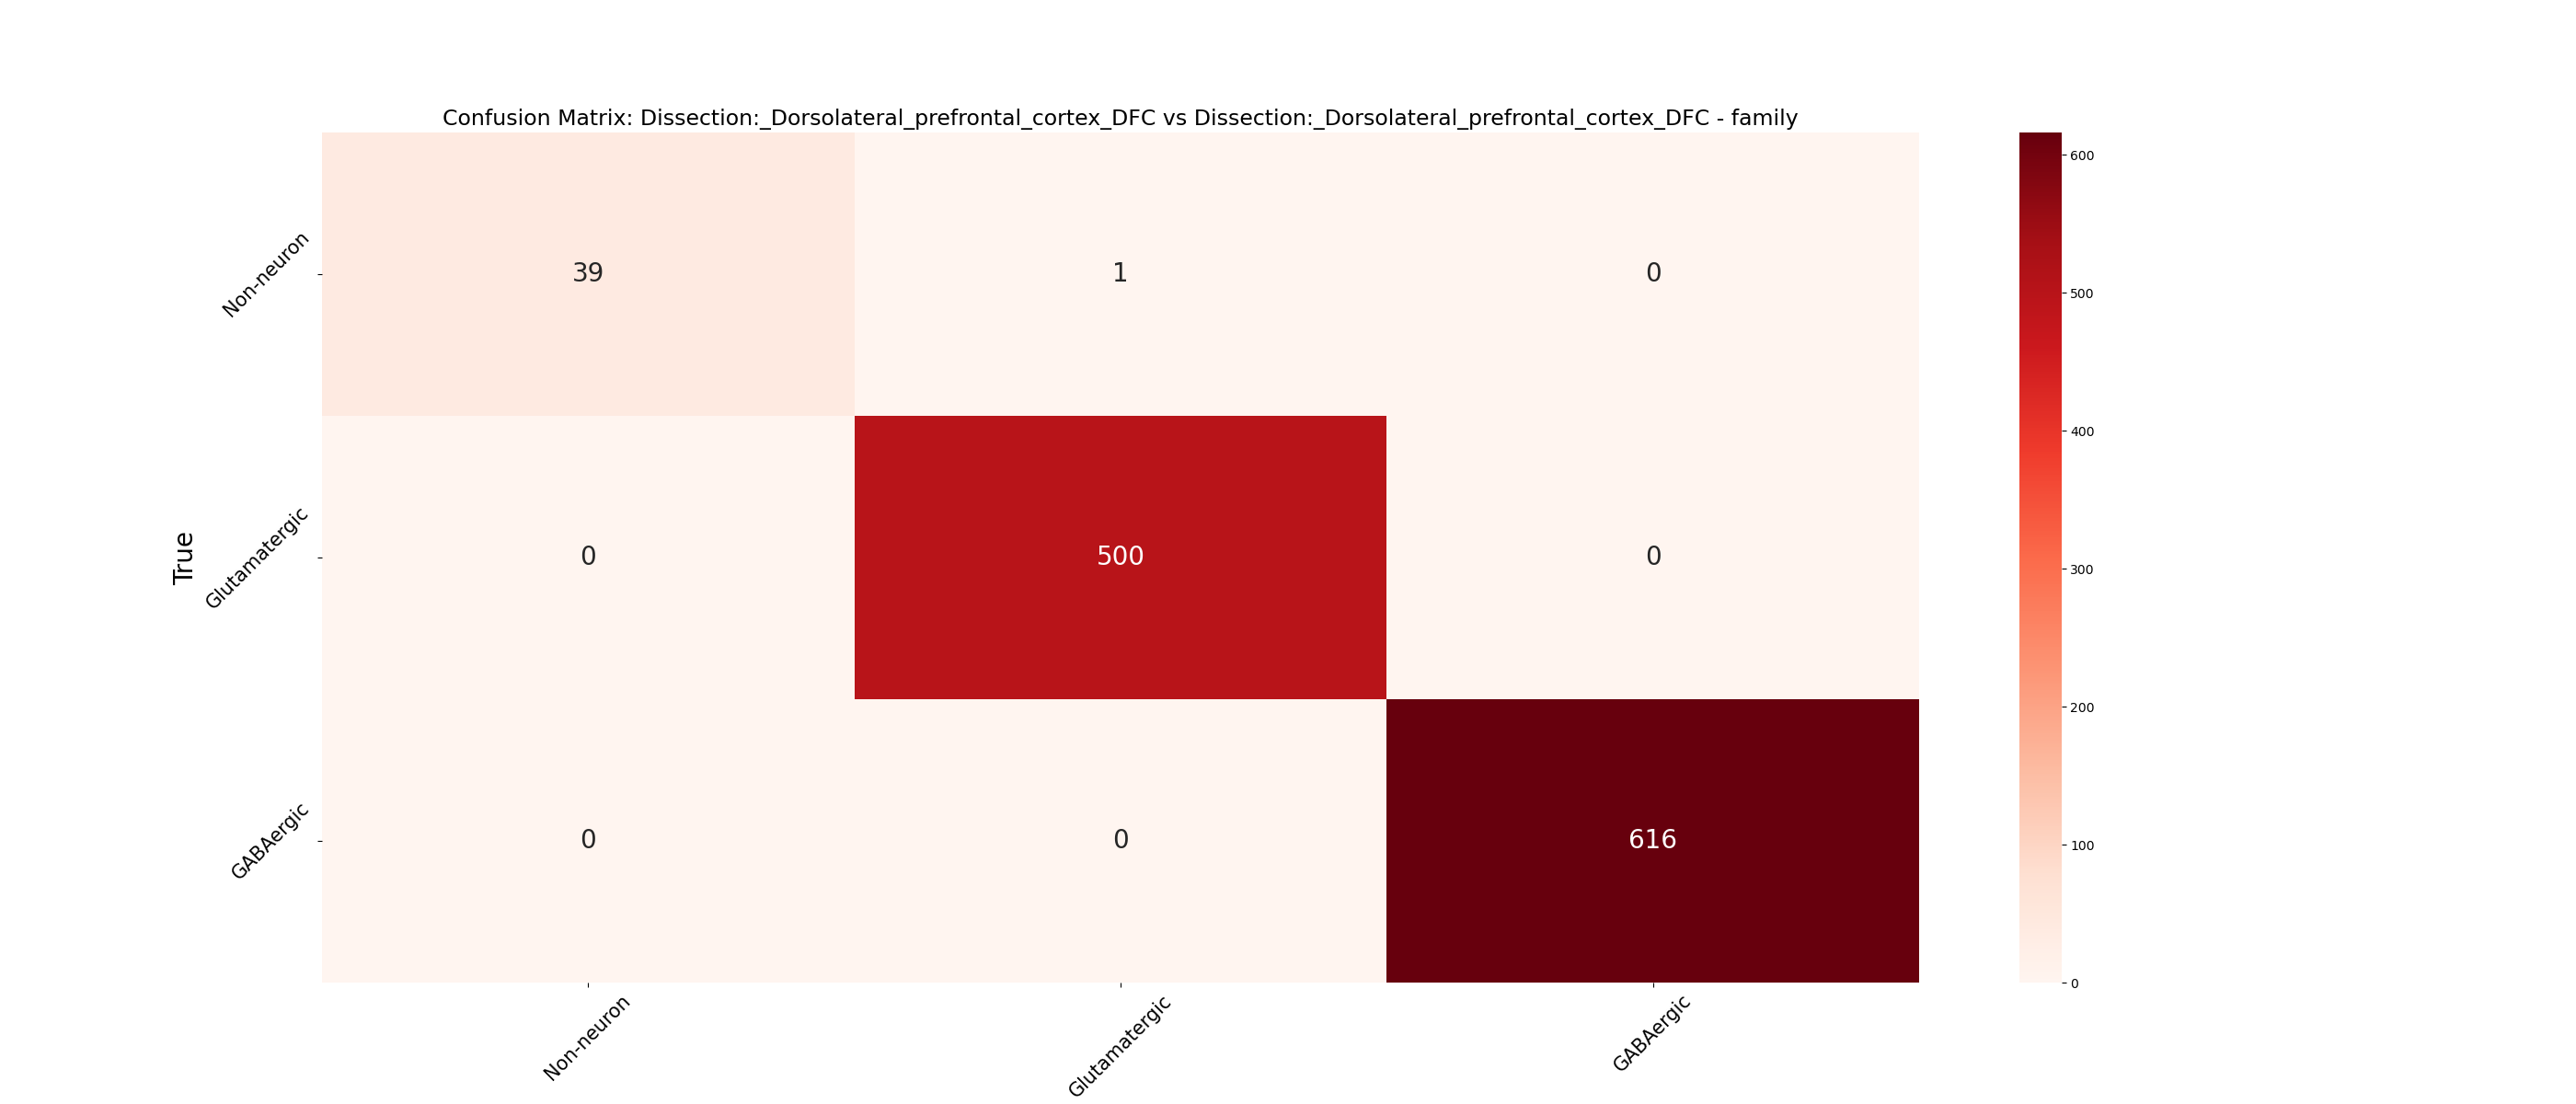 Confusion Matrix: Dissection:_Dorsolateral_prefrontal_cortex_DFC vs Dissection:_Dorsolateral_prefrontal_cortex_DFC - family
True
Non-neuron
39
1
0
Glutamatergic
0
500
0
GABAergic
0
0
616
Non-neuron
Glutamatergic
GABAergic
600
500
400
300
200
100
0